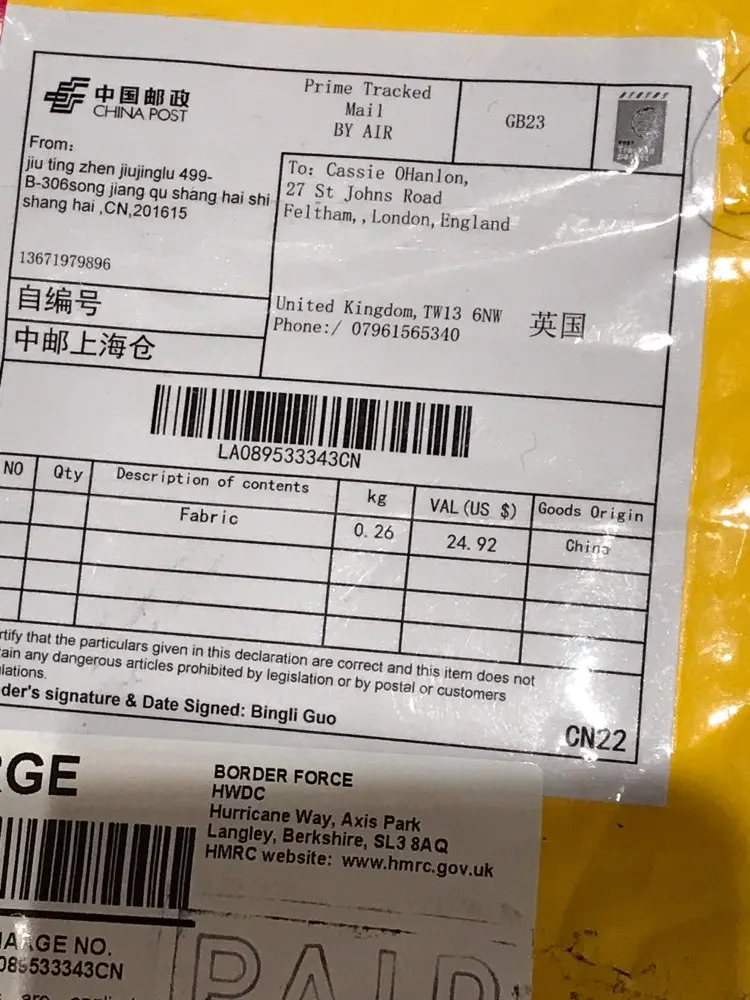 中国邮政
CHINA POST
Prime Tracked
Mail
BY AIR
GB23
From:
jiu ting zhen jiujinglu 499-
B-306song jiang qu shang hai shi
shang hai ,CN,201615
13671979896
自编号
中邮上海仓
To: Cassie OHanlon,
27 St Johns Road
Feltham,,London,England
United Kingdom,TW13 6NW 英国
Phone:/ 07961565340
LA089533343CN
NO Qty Description of contents kg VAL(US $) Goods Origin
Fabric 0.26 24.92 China
rtify that the particulars given in this declaration are correct and this item does not
tain any dangerous articles prohibited by legislation or by postal or customers
lations.
der's signature & Date Signed: Bingli Guo
CN22
RGE
BORDER FORCE
HWDC
Hurricane Way, Axis Park
Langley, Berkshire, SL3 8AQ
HMRC website: www.hmrc.gov.uk
HARGE NO.
089533343CN
PAID